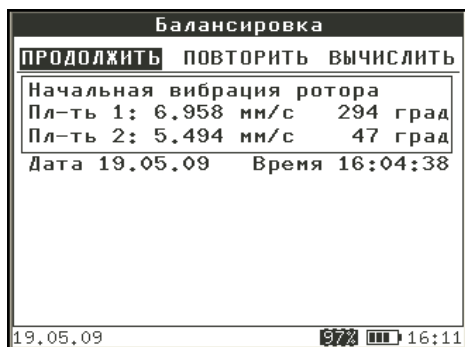 Балансировка
ПРОДОЛЖИТЬ ПОВТОРИТЬ ВЫЧИСЛИТЬ
Начальная вибрация ротора
Пл-ть 1: 6.958 мм/с 294 град
Пл-ть 2: 5.494 мм/с 47 град
Дата 19.05.09 Время 16:04:38
19.05.09 97% 16:11